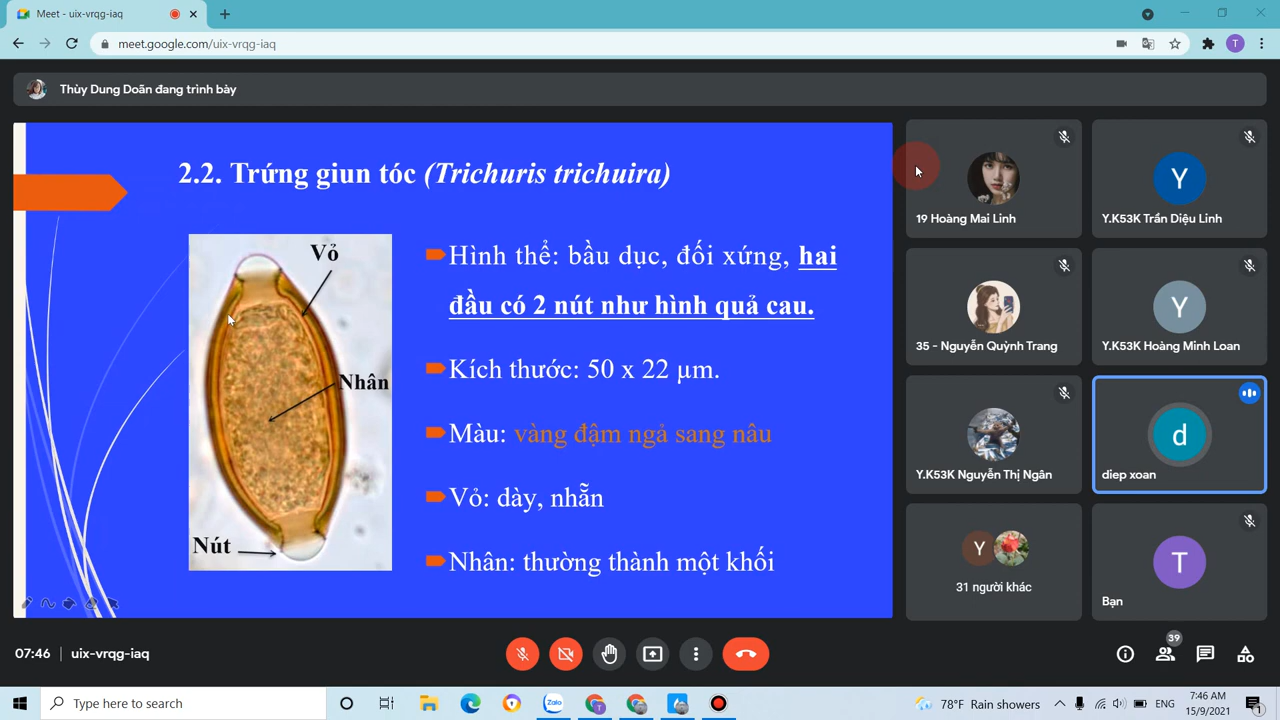 Meet - uix-vrqg-iaq
meet.google.com/uix-vrqg-iaq
T
Thùy Dung Doãn đang trình bày
2.2. Trứng giun tóc (Trichuris trichuira)
Vỏ
Nhân
Nút
Hình thể: bầu dục, đối xứng, hai
đầu có 2 nút như hình quả cau.
Kích thước: 50 x 22 µm.
Màu: vàng đậm ngả sang nâu
Vỏ: dày, nhẵn
Nhân: thường thành một khối
19 Hoàng Mai Linh
Y
Y.K53K Trần Diệu Linh
35 - Nguyễn Quỳnh Trang
Y
Y.K53K Hoàng Minh Loan
Y.K53K Nguyễn Thị Ngân
d
diep xoan
Y
31 người khác
T
Bạn
07:46 | uix-vrqg-iaq
39
Type here to search
Zalo
T
78°F Rain showers
ENG
7:46 AM
15/9/2021
1